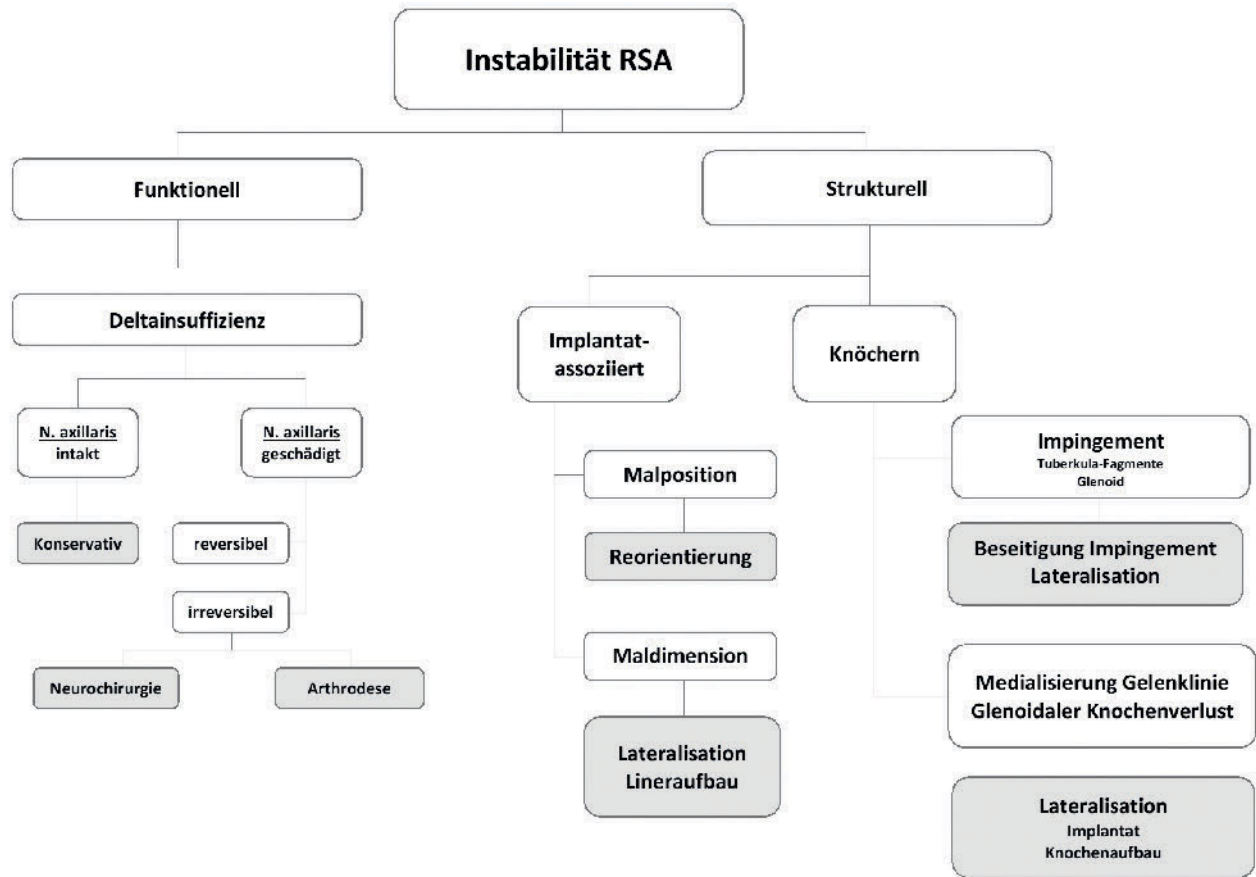 Instabilität RSA
Funktionell
Strukturell
Deltainsuffizienz
N. axillaris
intakt
N. axillaris
geschädigt
Konservativ
reversibel
irreversibel
Neurochirurgie
Arthrodese
Implantat-
assoziiert
Knöchern
Malposition
Reorientierung
Maldimension
Lateralisation
Lineraufbau
Impingement
Tuberkula-Fagmente
Glenoid
Beseitigung Impingement
Lateralisation
Medialisierung Gelenklinie
Glenoidaler Knochenverlust
Lateralisation
Implantat
Knochenaufbau